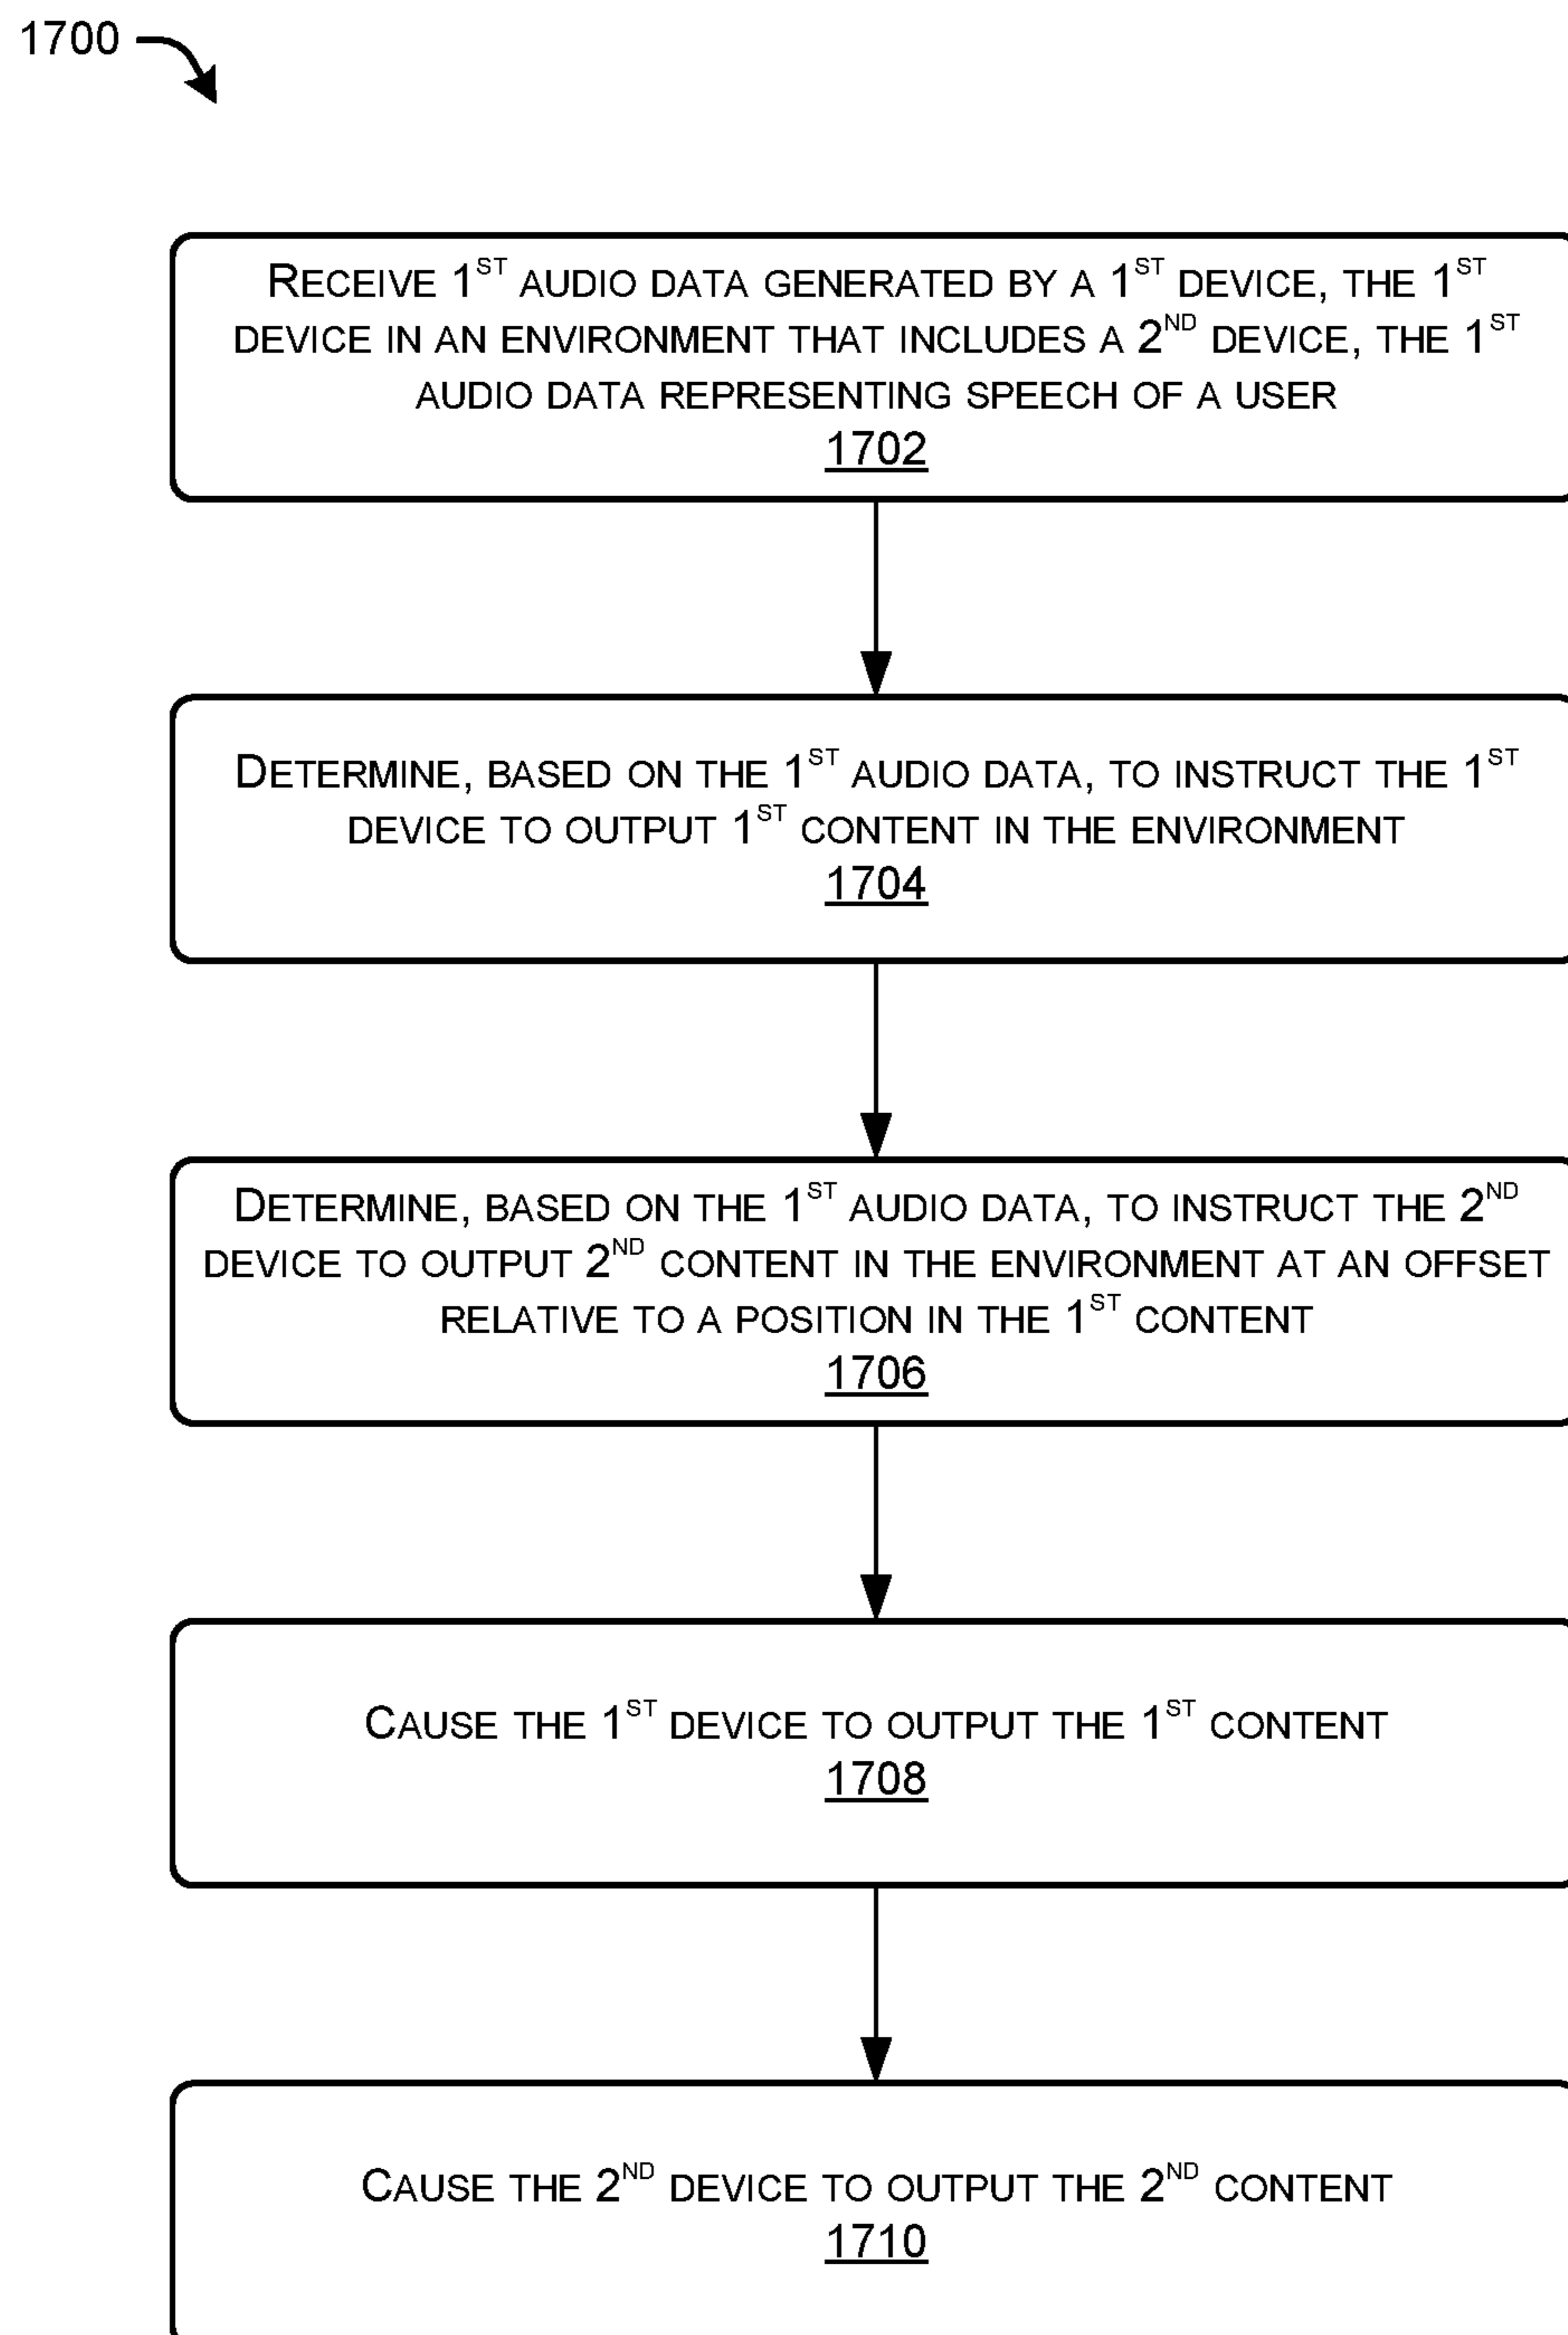 1700
RECEIVE 1ST AUDIO DATA GENERATED BY A 1ST DEVICE, THE 1ST
DEVICE IN AN ENVIRONMENT THAT INCLUDES A 2ND DEVICE, THE 1ST
AUDIO DATA REPRESENTING SPEECH OF A USER
1702
DETERMINE, BASED ON THE 1ST AUDIO DATA, TO INSTRUCT THE 1ST
DEVICE TO OUTPUT 1ST CONTENT IN THE ENVIRONMENT
1704
DETERMINE, BASED ON THE 1ST AUDIO DATA, TO INSTRUCT THE 2ND
DEVICE TO OUTPUT 2ND CONTENT IN THE ENVIRONMENT AT AN OFFSET
RELATIVE TO A POSITION IN THE 1ST CONTENT
1706
CAUSE THE 1ST DEVICE TO OUTPUT THE 1ST CONTENT
1708
CAUSE THE 2ND DEVICE TO OUTPUT THE 2ND CONTENT
1710